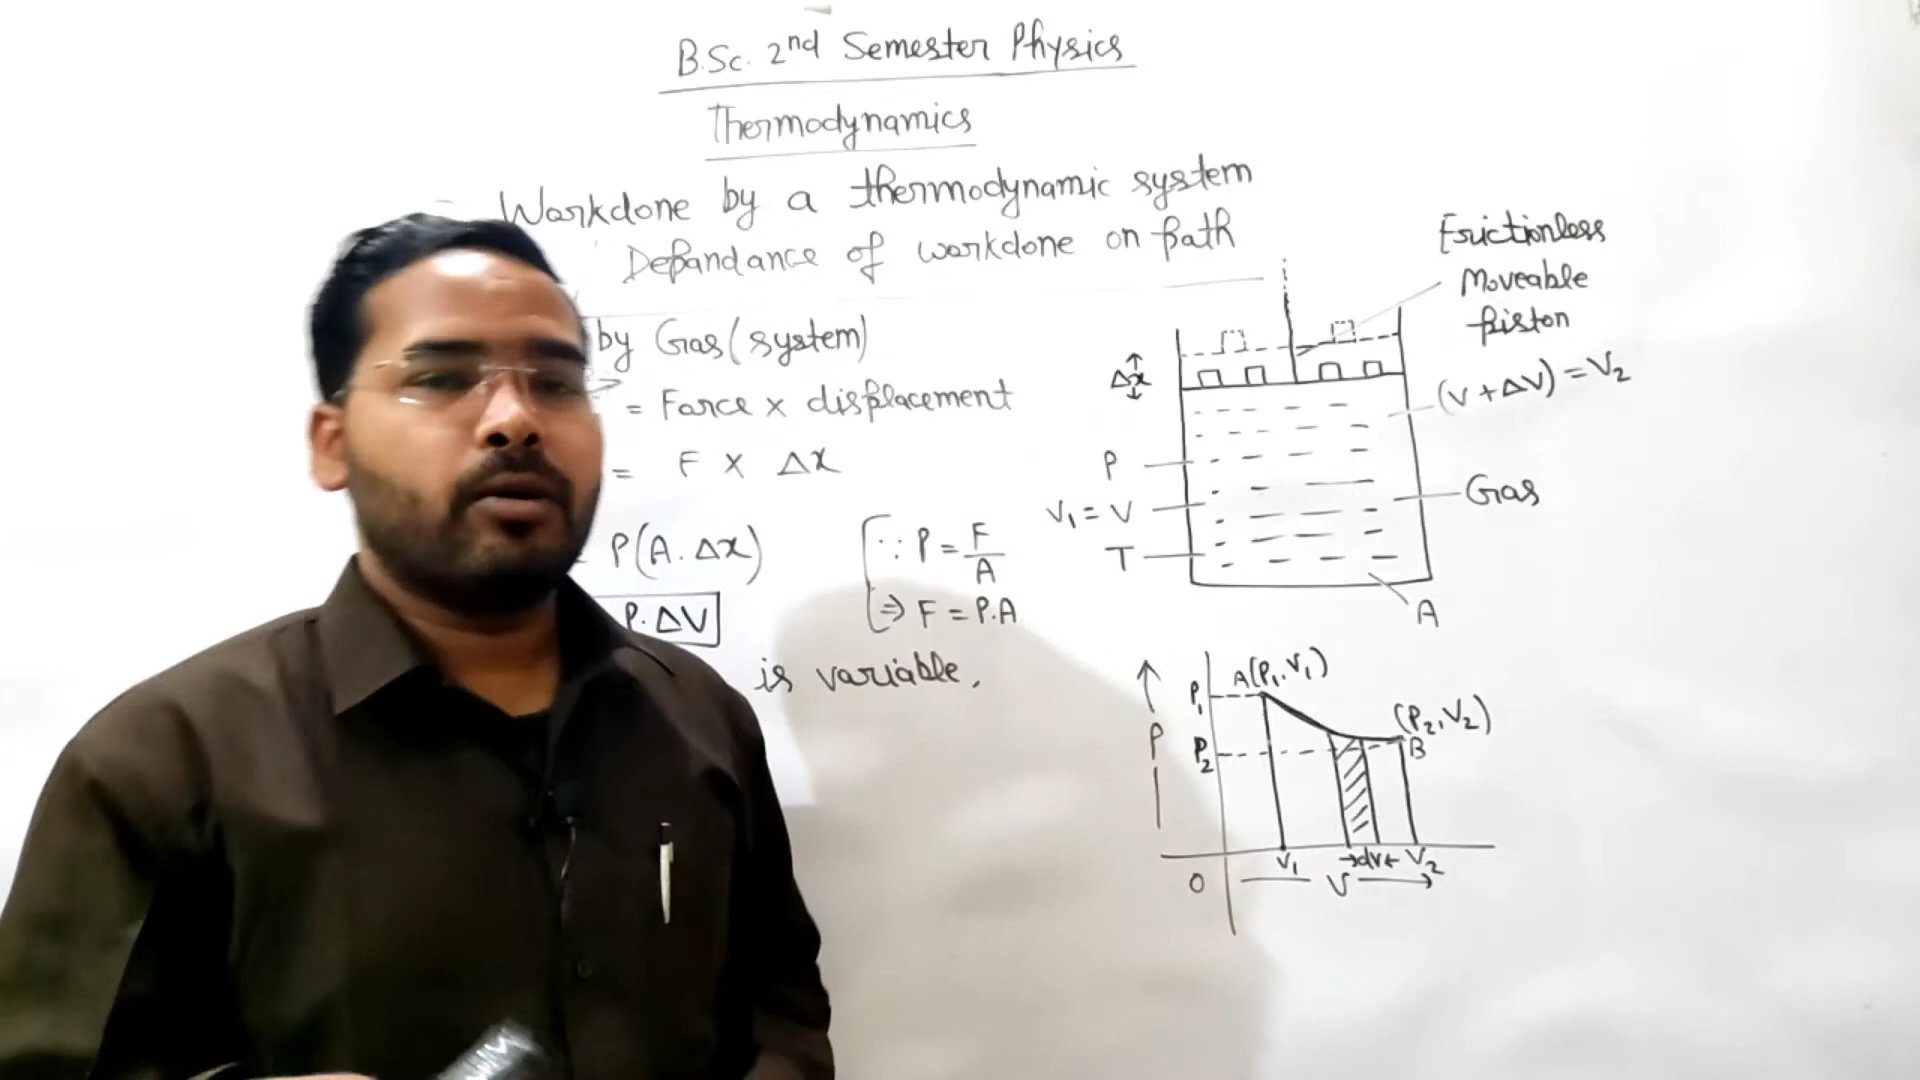 B.Sc. 2nd Semester Physics
Thermodynamics
Workdone by a thermodynamic system
Depandance of workdone on path
by Gas (system)
= Force x displacement
= F x Δx
= P(A.Δx)
P.ΔV
is variable.
∵ P = F/A
⇒ F = P.A
Frictionless
Moveable
piston
Δx
(V + ΔV) = V₂
P
V₁ = V
T
Gas
A
P
P₁
P₂
A(P₁, V₁)
(P₂, V₂)
B
V₁
dv
V₂
O
V